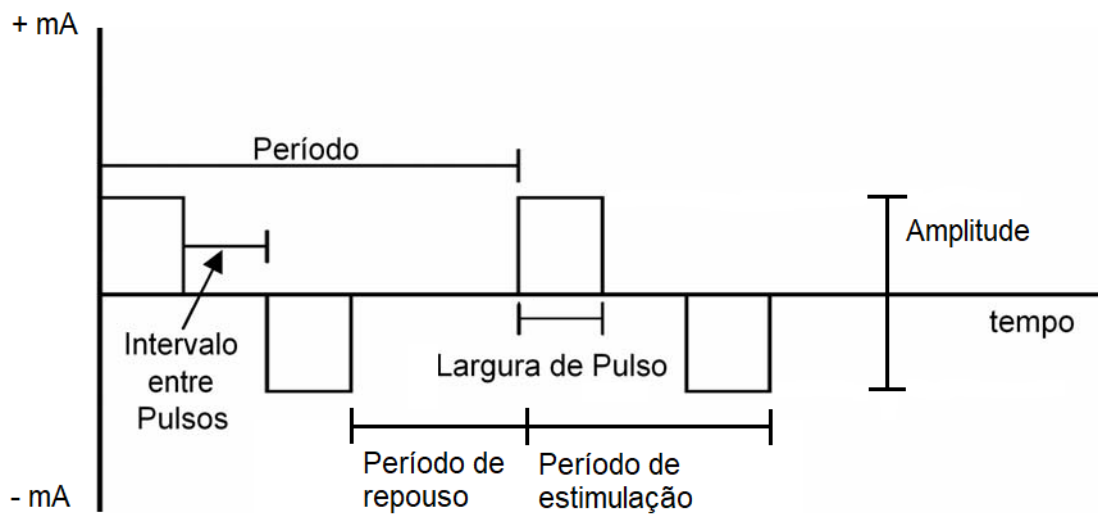 + mA
Período
Amplitude
tempo
Intervalo
entre
Pulsos
Largura de Pulso
Período de
repouso
Período de
estimulação
- mA